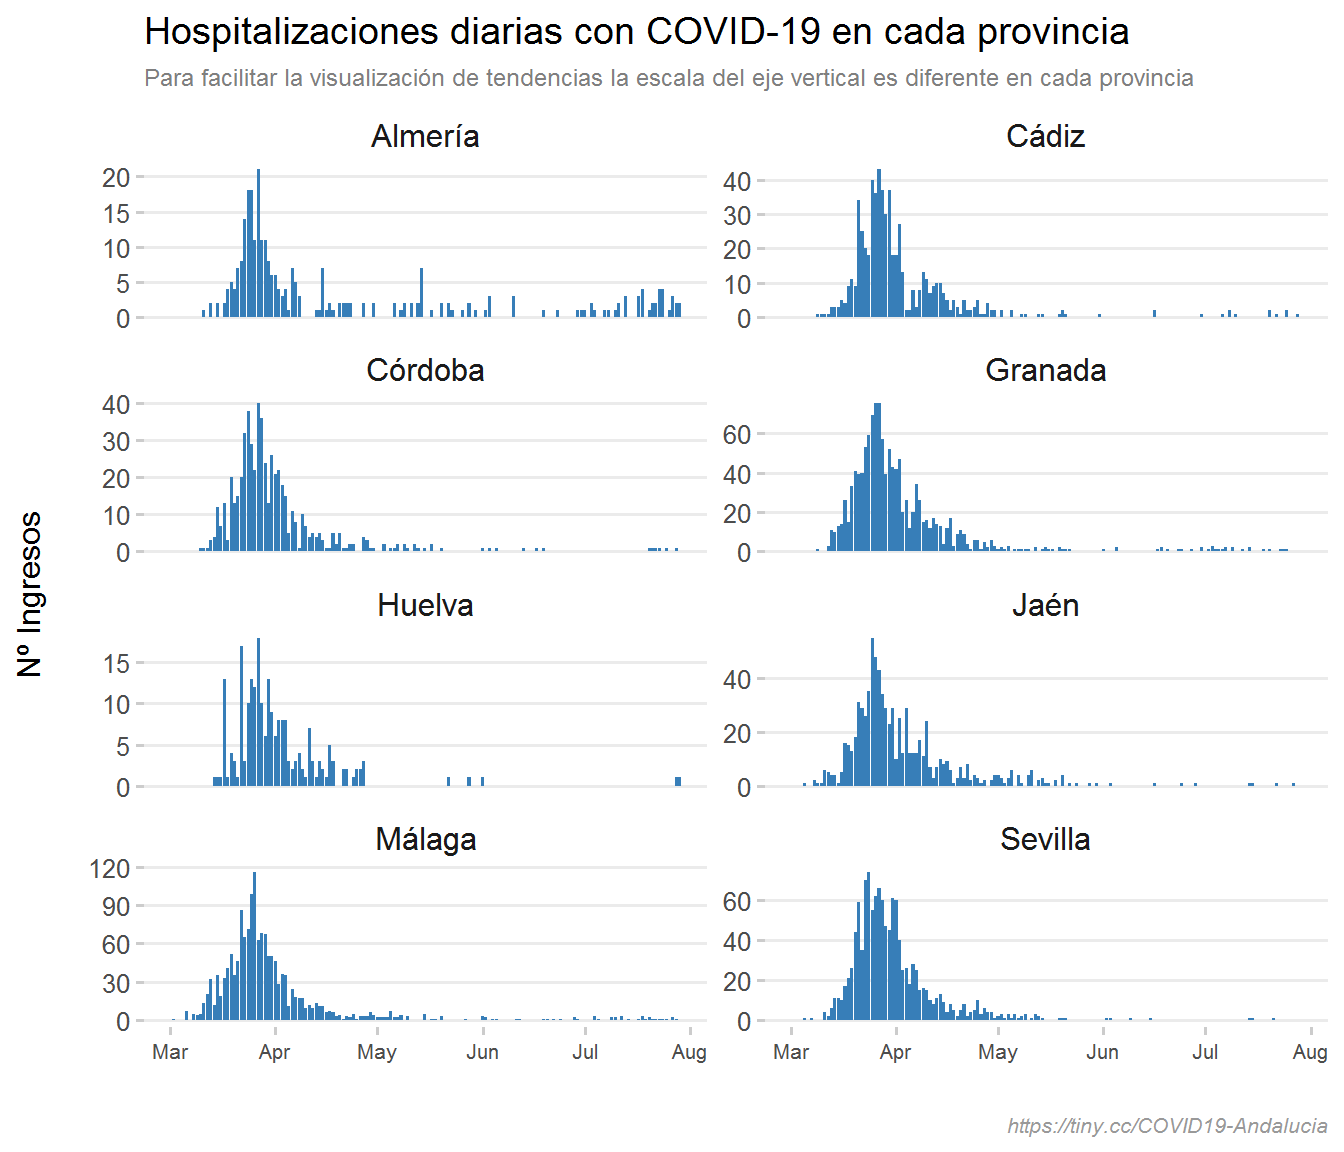 Hospitalizaciones diarias con COVID-19 en cada provincia
Para facilitar la visualización de tendencias la escala del eje vertical es diferente en cada provincia
Nº Ingresos
Almería
20
15
10
5
0
Cádiz
40
30
20
10
0
Córdoba
40
30
20
10
0
Granada
60
40
20
0
Huelva
15
10
5
0
Jaén
40
20
0
Málaga
120
90
60
30
0
Mar Apr May Jun Jul Aug
Sevilla
60
40
20
0
Mar Apr May Jun Jul Aug
https://tiny.cc/COVID19-Andalucia